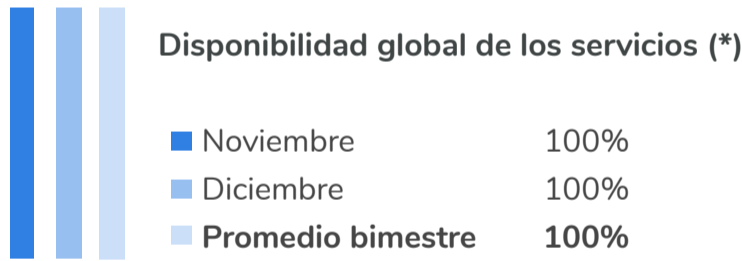 Disponibilidad global de los servicios (*)
Noviembre 100%
Diciembre 100%
Promedio bimestre 100%